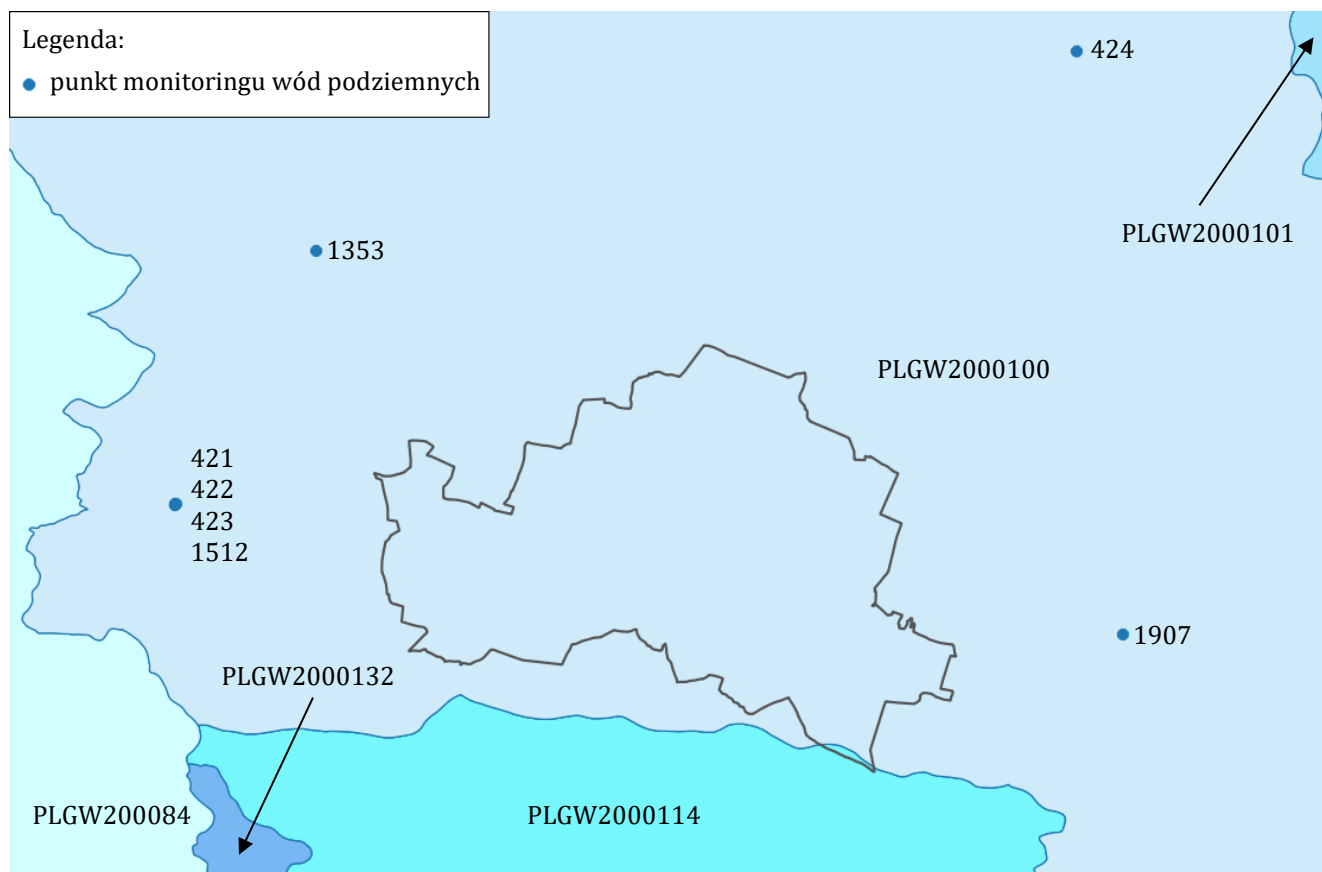 Legenda:
punkt monitoringu wód podziemnych
424
PLGW2000101
1353
PLGW2000100
421
422
423
1512
1907
PLGW2000132
PLGW200084
PLGW2000114